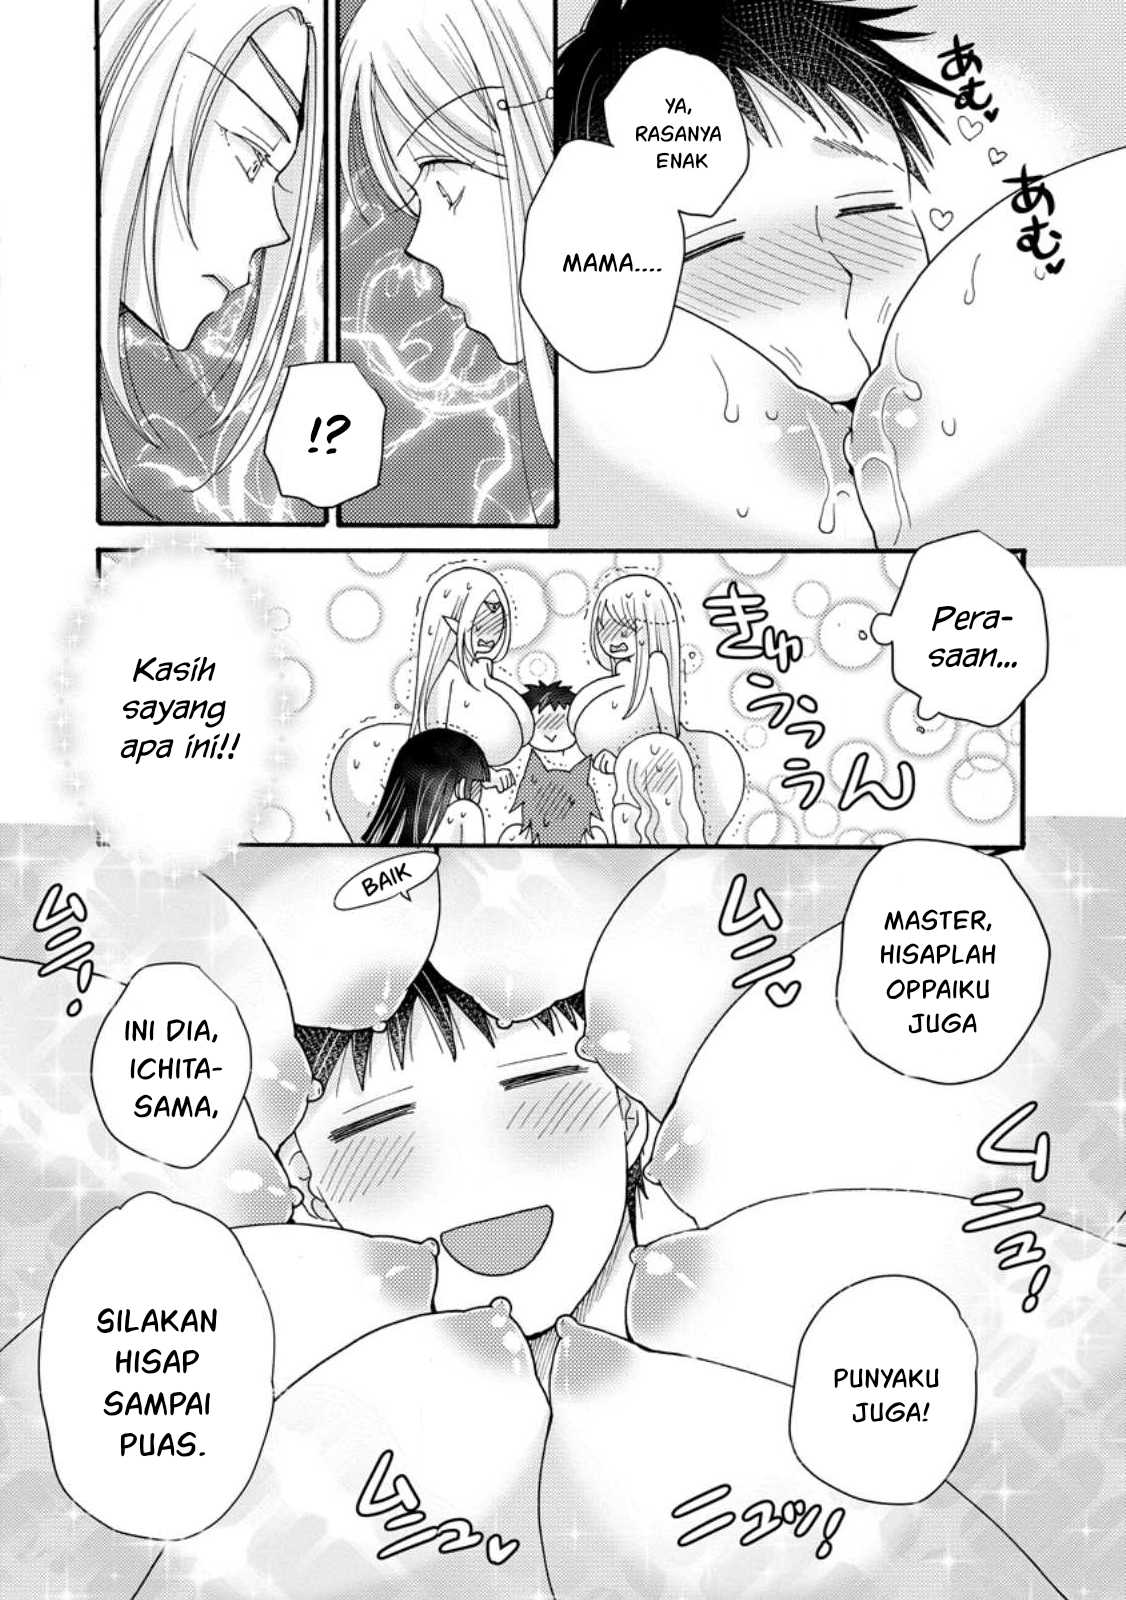 YA,
RASANYA
ENAK
MAMA....
あむ♡
あむ♡
!?
Pera-
saan...
きゅううううん
Kasih
sayang
apa ini!!
BAIK
MASTER,
HISAPLAH
OPPAIKU
JUGA
ムニ♡
ムニ!
INI DIA,
ICHITA-
SAMA,
ムニュ!
SILAKAN
HISAP
SAMPAI
PUAS.
PUNYAKU
JUGA!
ムニュ♡
ニュッ!